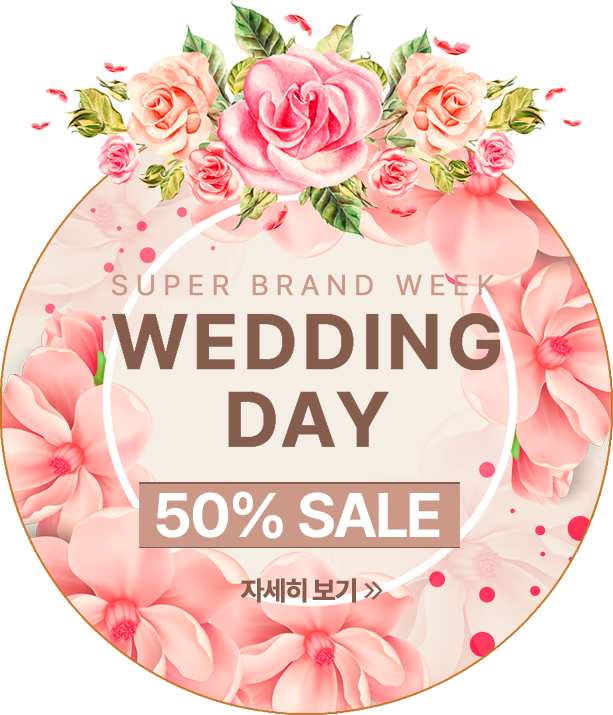 SUPER BRAND WEEK
WEDDING
DAY
50% SALE
자세히 보기 >>